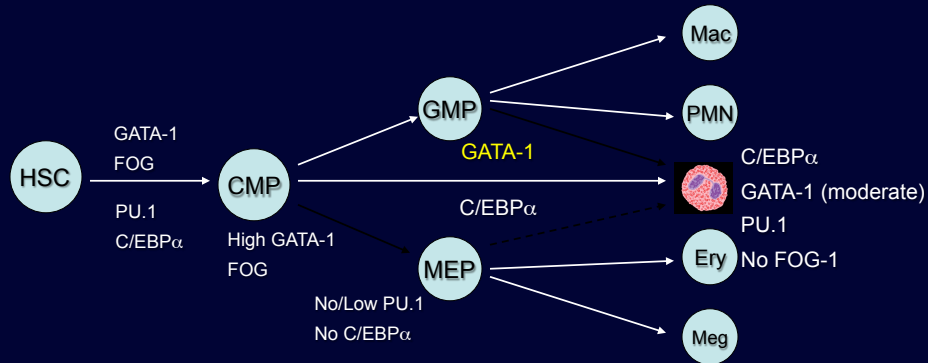 HSC
GATA-1
FOG
PU.1
C/EBPα
CMP
High GATA-1
FOG
No/Low PU.1
No C/EBPα
GMP
GATA-1
C/EBPα
MEP
Mac
PMN
C/EBPα
GATA-1 (moderate)
PU.1
No FOG-1
Ery
Meg